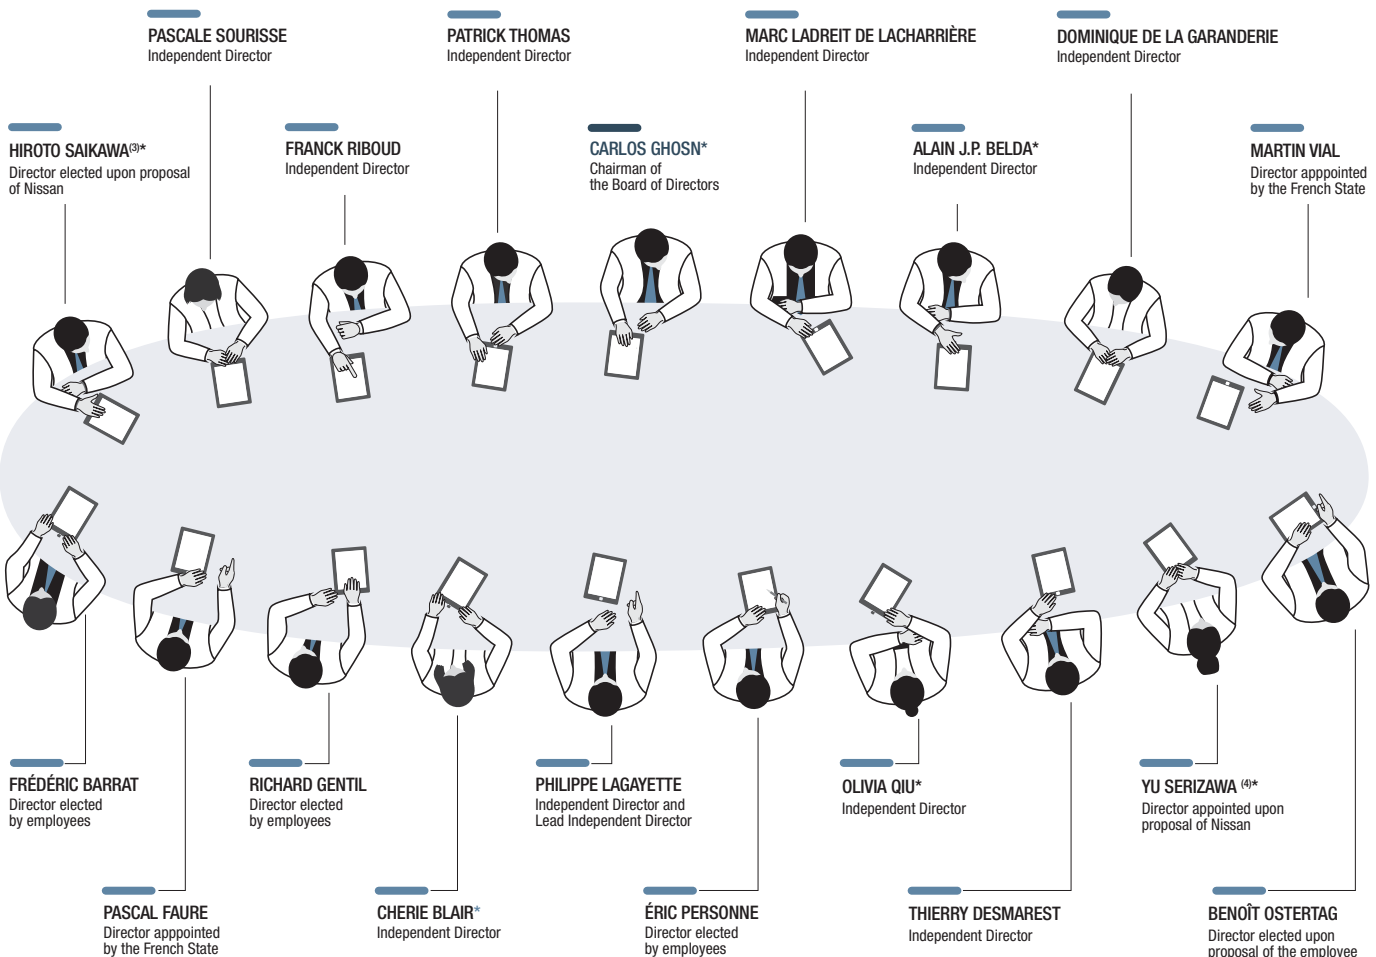 PASCALE SOURISSE
Independent Director
PATRICK THOMAS
Independent Director
MARC LADREIT DE LACHARRIÈRE
Independent Director
DOMINIQUE DE LA GARANDERIE
Independent Director
HIROTO SAIKAWA(3)*
Director elected upon proposal
of Nissan
FRANCK RIBOUD
Independent Director
CARLOS GHOSN*
Chairman of
the Board of Directors
ALAIN J.P. BELDA*
Independent Director
MARTIN VIAL
Director apppointed
by the French State
FRÉDÉRIC BARRAT
Director elected
by employees
RICHARD GENTIL
Director elected
by employees
PHILIPPE LAGAYETTE
Independent Director and
Lead Independent Director
OLIVIA QIU*
Independent Director
YU SERIZAWA (4)*
Director appointed upon
proposal of Nissan
PASCAL FAURE
Director apppointed
by the French State
CHERIE BLAIR*
Independent Director
ÉRIC PERSONNE
Director elected
by employees
THIERRY DESMAREST
Independent Director
BENOÎT OSTERTAG
Director elected upon
proposal of the employee